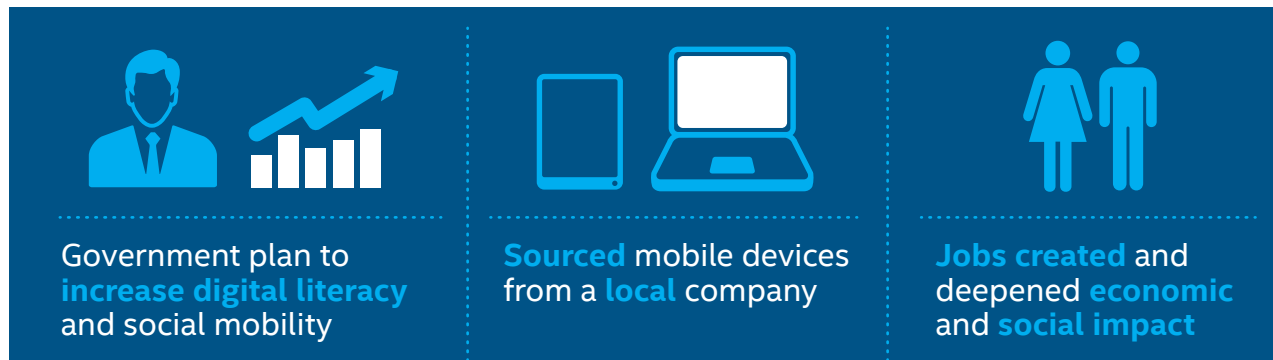 Government plan to
increase digital literacy
and social mobility
Sourced mobile devices
from a local company
Jobs created and
deepened economic
and social impact